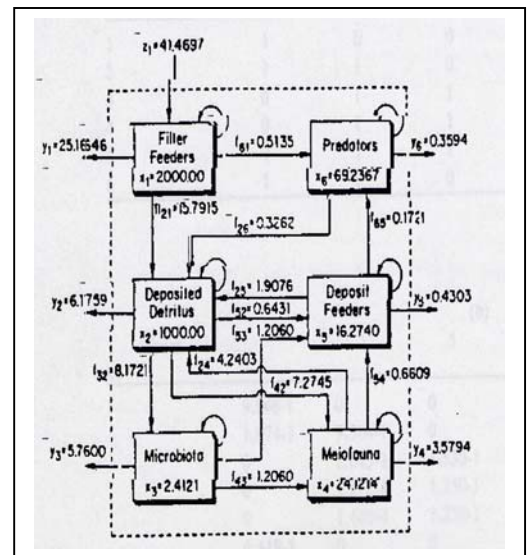 z₁=41.4697
Filter
Feeders
x₁=2000.00
Predators
x₆=69.2367
y₁=25.16546
f₆₁=0.5135
y₆=0.3594
f₂₁=15.7915
f₂₆=0.3262
f₆₅=0.1721
Deposited
Detritus
x₂=1000.00
Deposit
Feeders
x₅=16.2740
f₂₅=1.9076
f₅₂=0.6431
f₅₃=1.2060
y₂=6.1759
y₅=0.4303
f₂₄=4.2403
f₃₂=8.1721
f₄₂=7.2745
f₅₄=0.6609
Microbiota
x₃=2.4121
Meiofauna
x₄=24.1214
y₃=5.7600
f₄₃=1.2060
y₄=3.5794